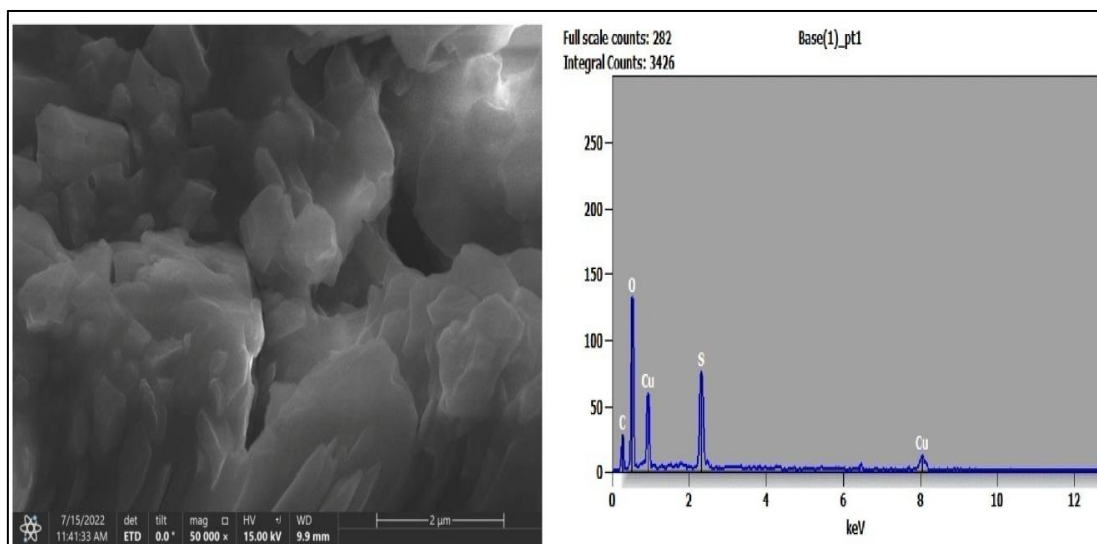 7/15/2022 det tilt mag HV WD
11:41:33 AM ETD 0.0 ° 50 000 × 15.00 kV 9.9 mm
2 µm
Full scale counts: 282 Base(1)_pt1
Integral Counts: 3426
250
200
150
100
50
0
O
Cu
C
S
Cu
0 2 4 6 8 10 12
keV